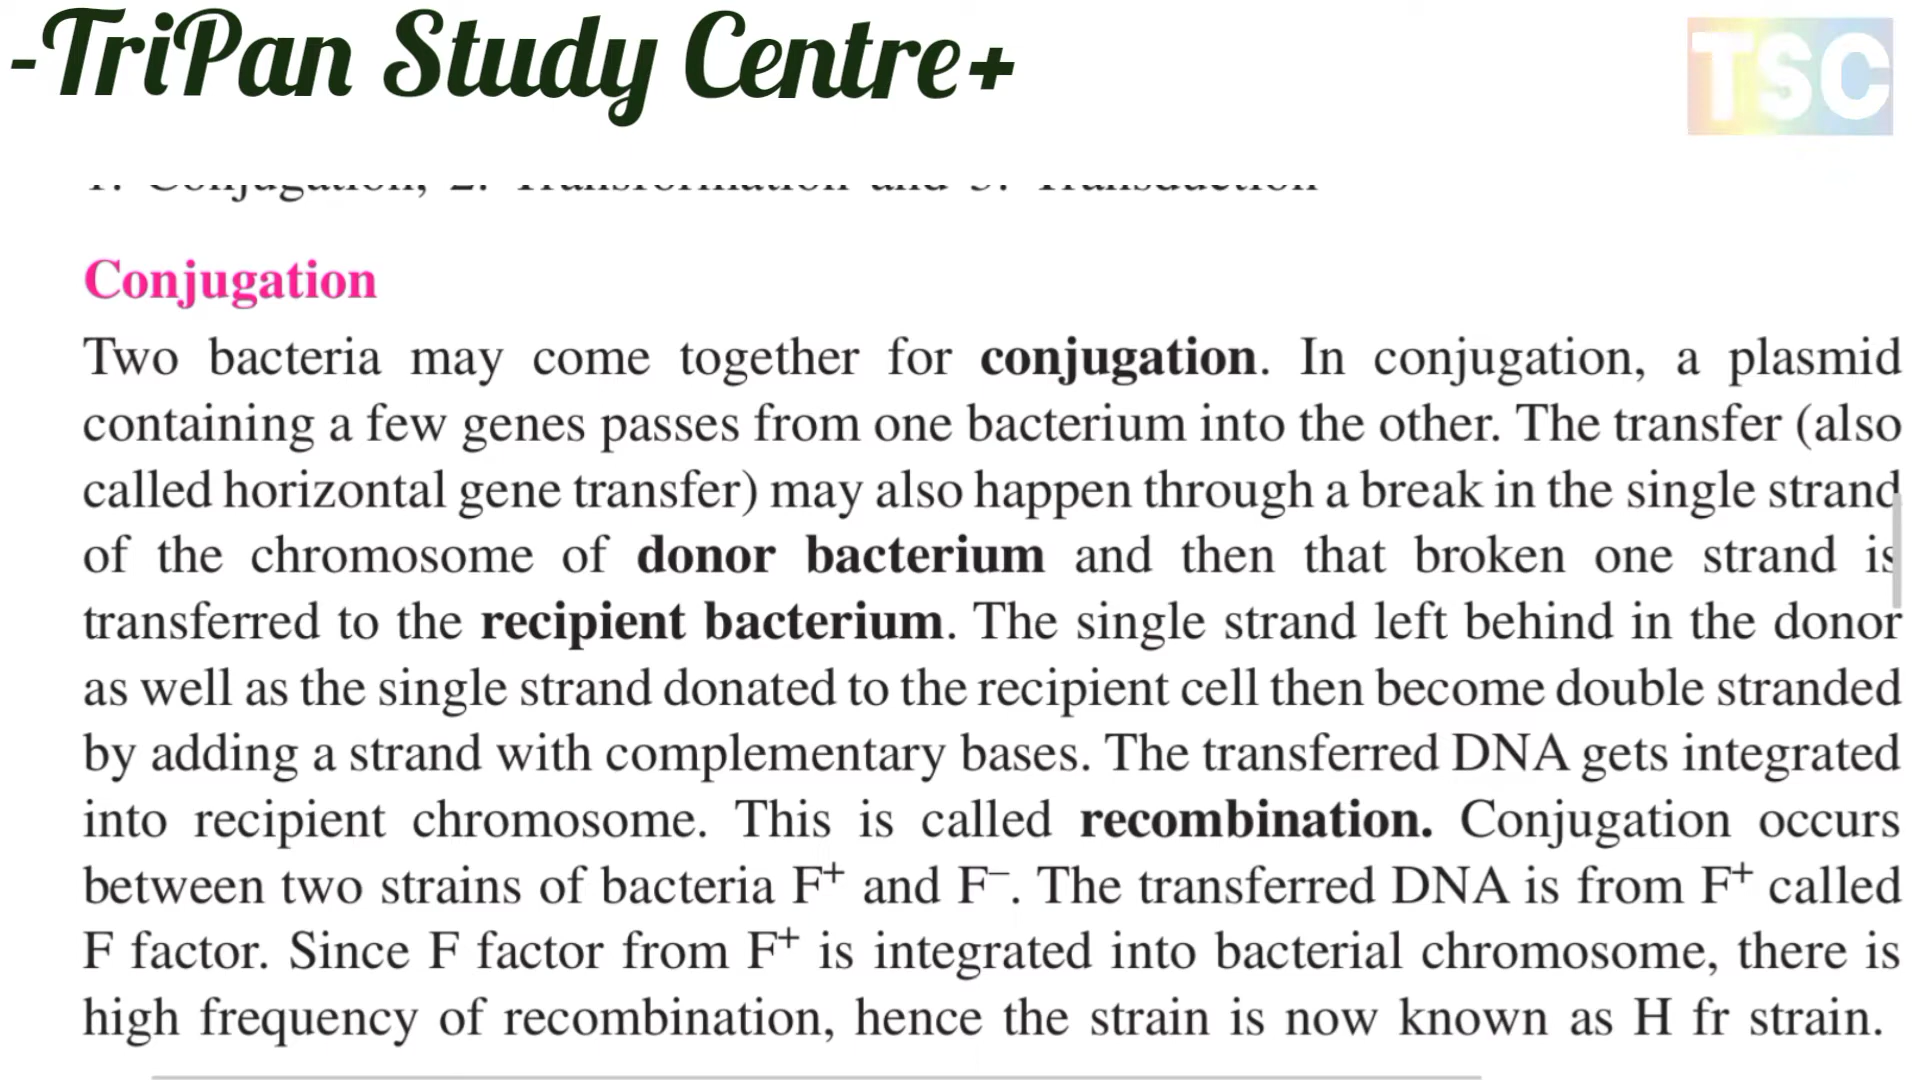 -TriPan Study Centre+
TSC
1. Conjugation, 2. Transformation and 3. Transduction
Conjugation
Two bacteria may come together for conjugation. In conjugation, a plasmid
containing a few genes passes from one bacterium into the other. The transfer (also
called horizontal gene transfer) may also happen through a break in the single strand
of the chromosome of donor bacterium and then that broken one strand is
transferred to the recipient bacterium. The single strand left behind in the donor
as well as the single strand donated to the recipient cell then become double stranded
by adding a strand with complementary bases. The transferred DNA gets integrated
into recipient chromosome. This is called recombination. Conjugation occurs
between two strains of bacteria F⁺ and F⁻. The transferred DNA is from F⁺ called
F factor. Since F factor from F⁺ is integrated into bacterial chromosome, there is
high frequency of recombination, hence the strain is now known as H fr strain.